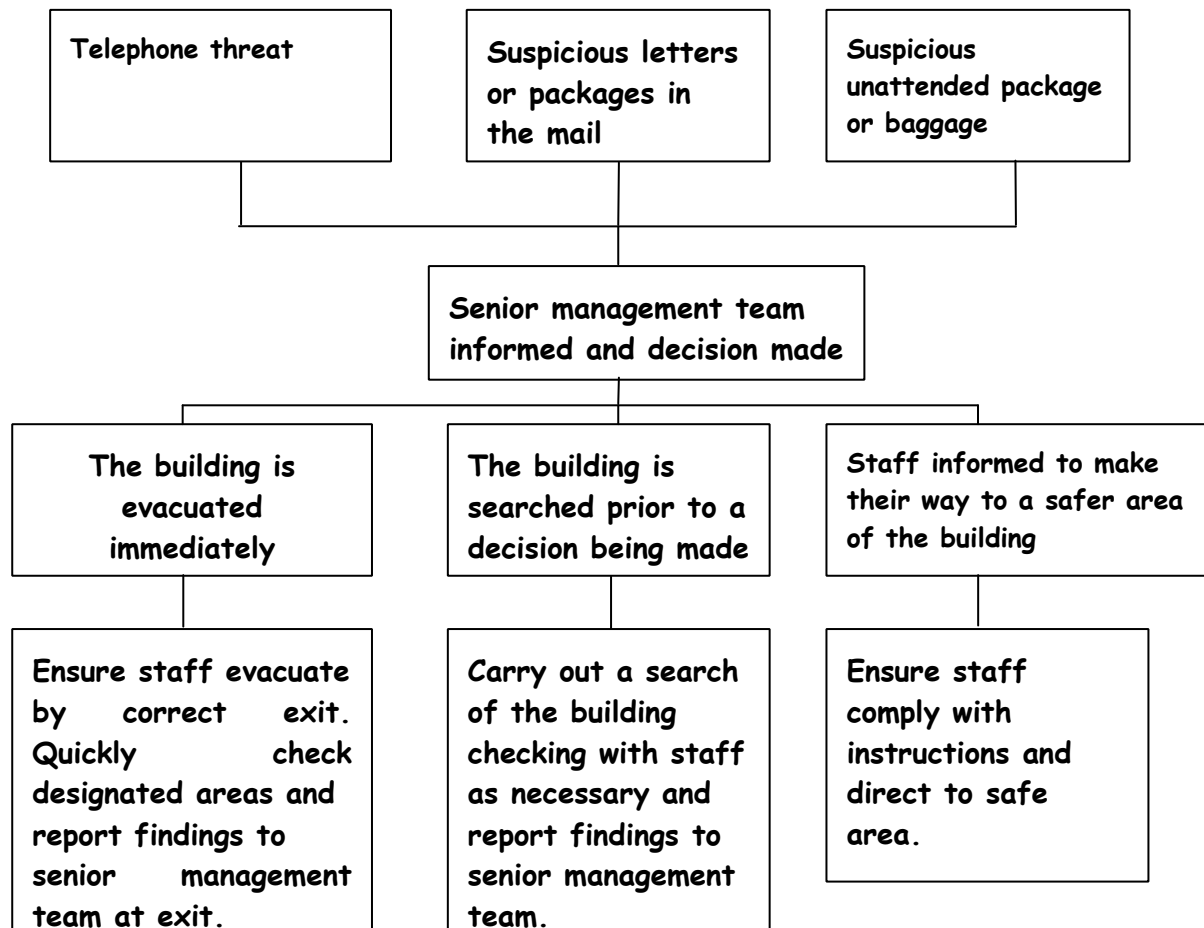 Telephone threat
Suspicious letters
or packages in
the mail
Suspicious
unattended package
or baggage
Senior management team
informed and decision made
The building is
evacuated
immediately
The building is
searched prior to a
decision being made
Staff informed to make
their way to a safer area
of the building
Ensure staff evacuate
by correct exit.
Quickly check
designated areas and
report findings to
senior management
team at exit.
Carry out a search
of the building
checking with staff
as necessary and
report findings to
senior management
team.
Ensure staff
comply with
instructions and
direct to safe
area.